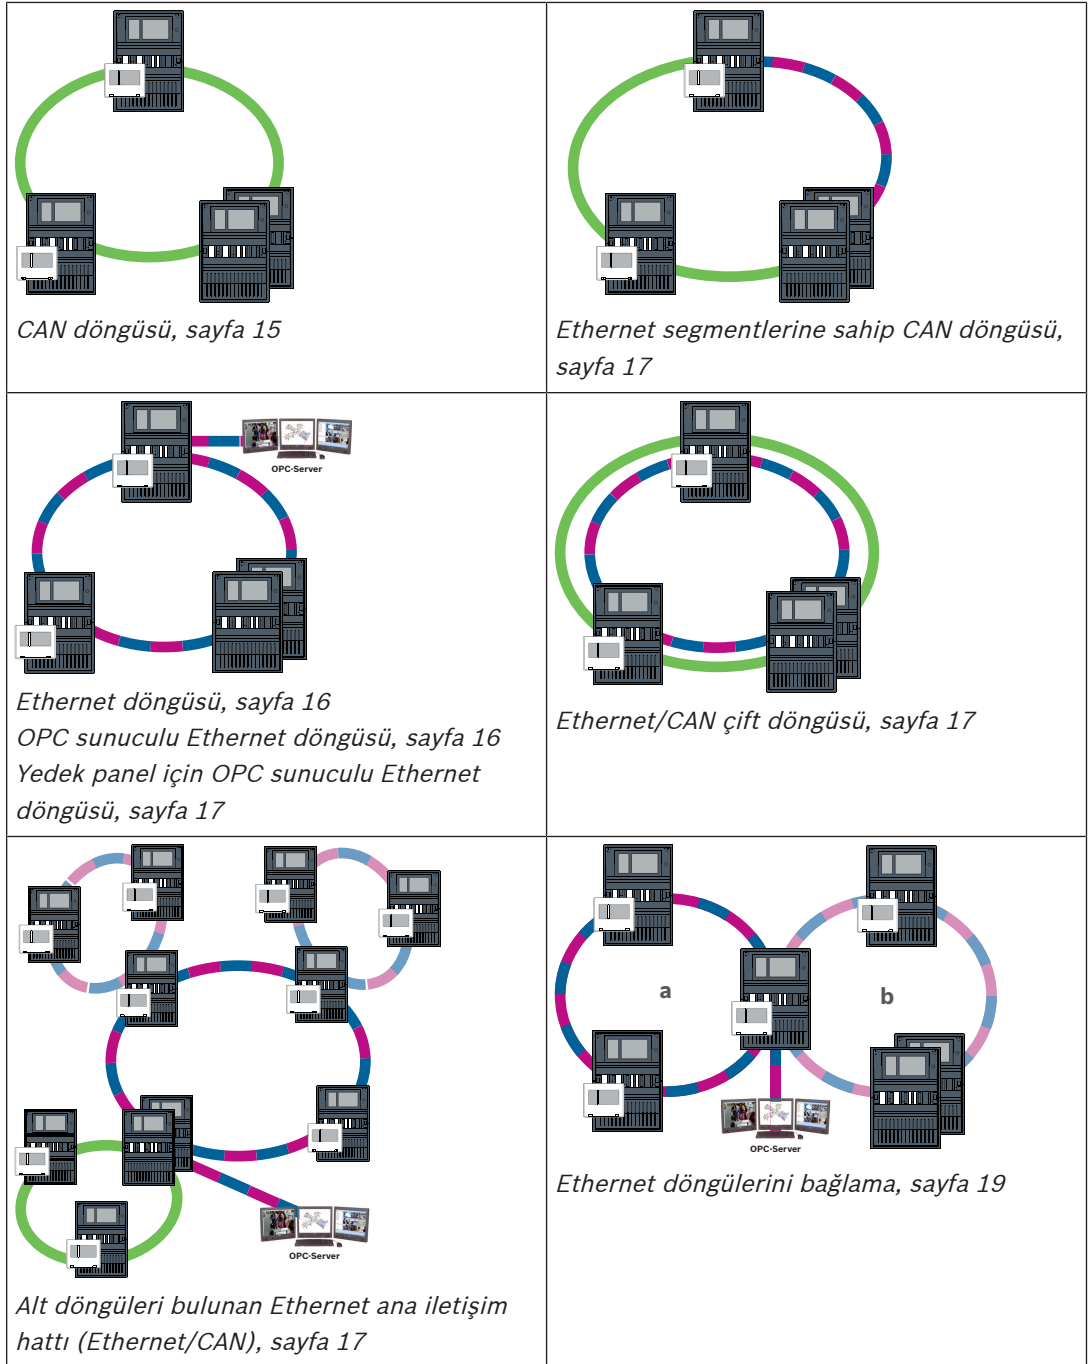 CAN döngüsü, sayfa 15
Ethernet segmentlerine sahip CAN döngüsü,
sayfa 17
OPC-Server
Ethernet döngüsü, sayfa 16
OPC sunuculu Ethernet döngüsü, sayfa 16
Yedek panel için OPC sunuculu Ethernet
döngüsü, sayfa 17
Ethernet/CAN çift döngüsü, sayfa 17
OPC-Server
Alt döngüleri bulunan Ethernet ana iletişim
hattı (Ethernet/CAN), sayfa 17
a
b
OPC-Server
Ethernet döngülerini bağlama, sayfa 19